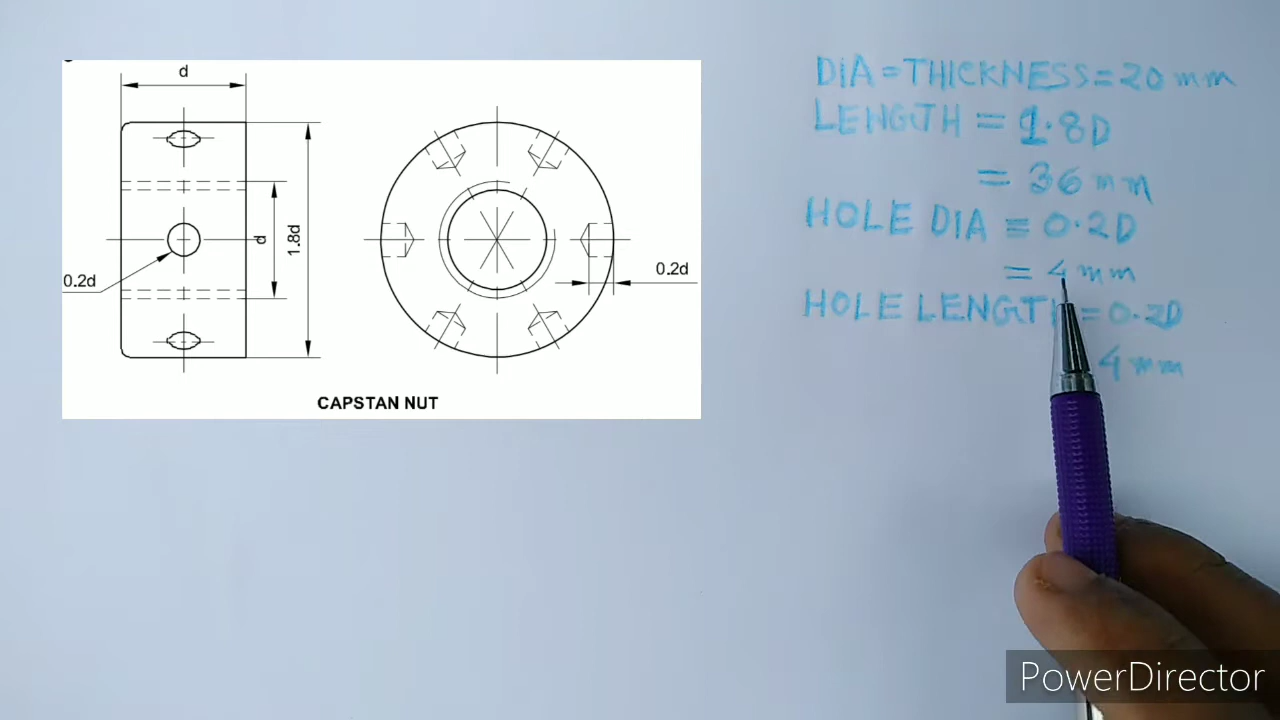 d
d
1.8d
0.2d
0.2d
CAPSTAN NUT
DIA=THICKNESS=20 mm
LENGTH = 1.8D
= 36 mm
HOLE DIA = 0.2D
= 4 mm
HOLE LENGTH = 0.2D
4 mm
PowerDirector